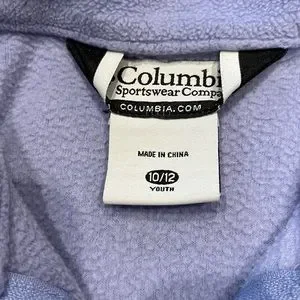 Columbi
Sportswear Compa
COLUMBIA.COM
MADE IN CHINA
10/12
YOUTH